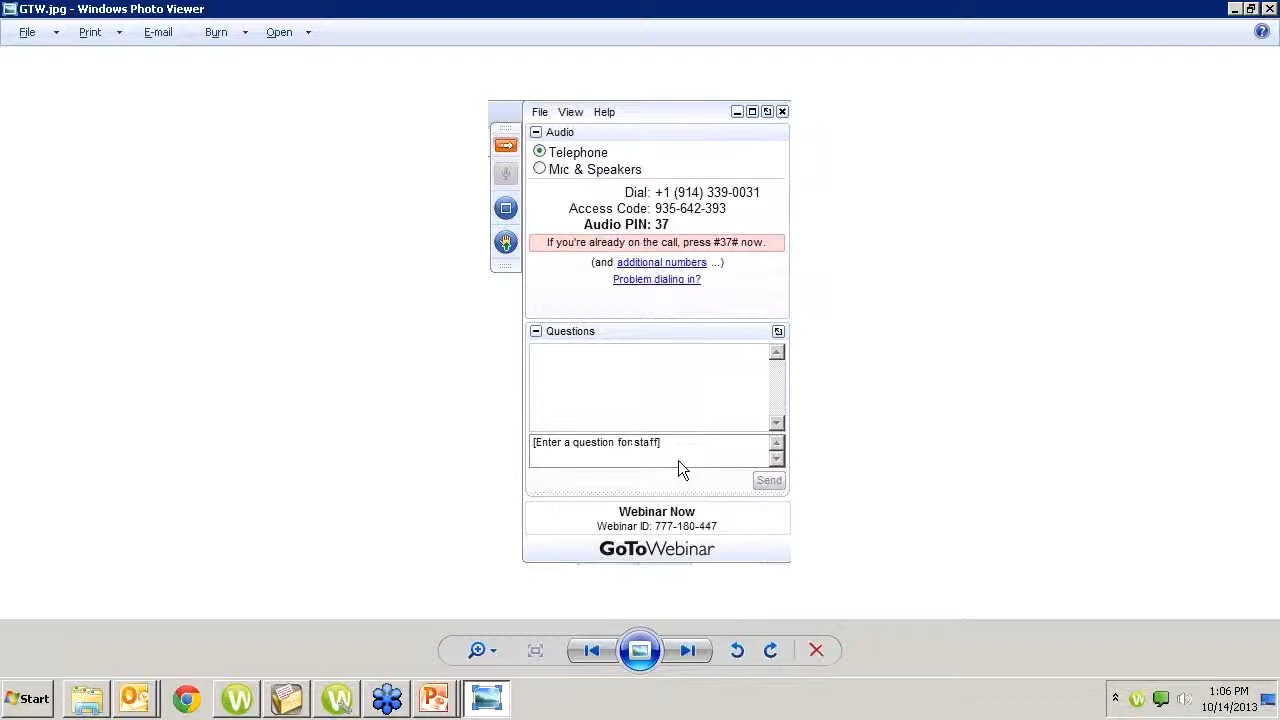 GTW.jpg - Windows Photo Viewer
File Print E-mail Burn Open
File View Help
Audio
Telephone
Mic & Speakers
Dial: +1 (914) 339-0031
Access Code: 935-642-393
Audio PIN: 37
If you're already on the call, press #37# now.
(and additional numbers ...)
Problem dialing in?
Questions
[Enter a question for staff]
Send
Webinar Now
Webinar ID: 777-180-447
GoToWebinar
Start
1:06 PM
10/14/2013